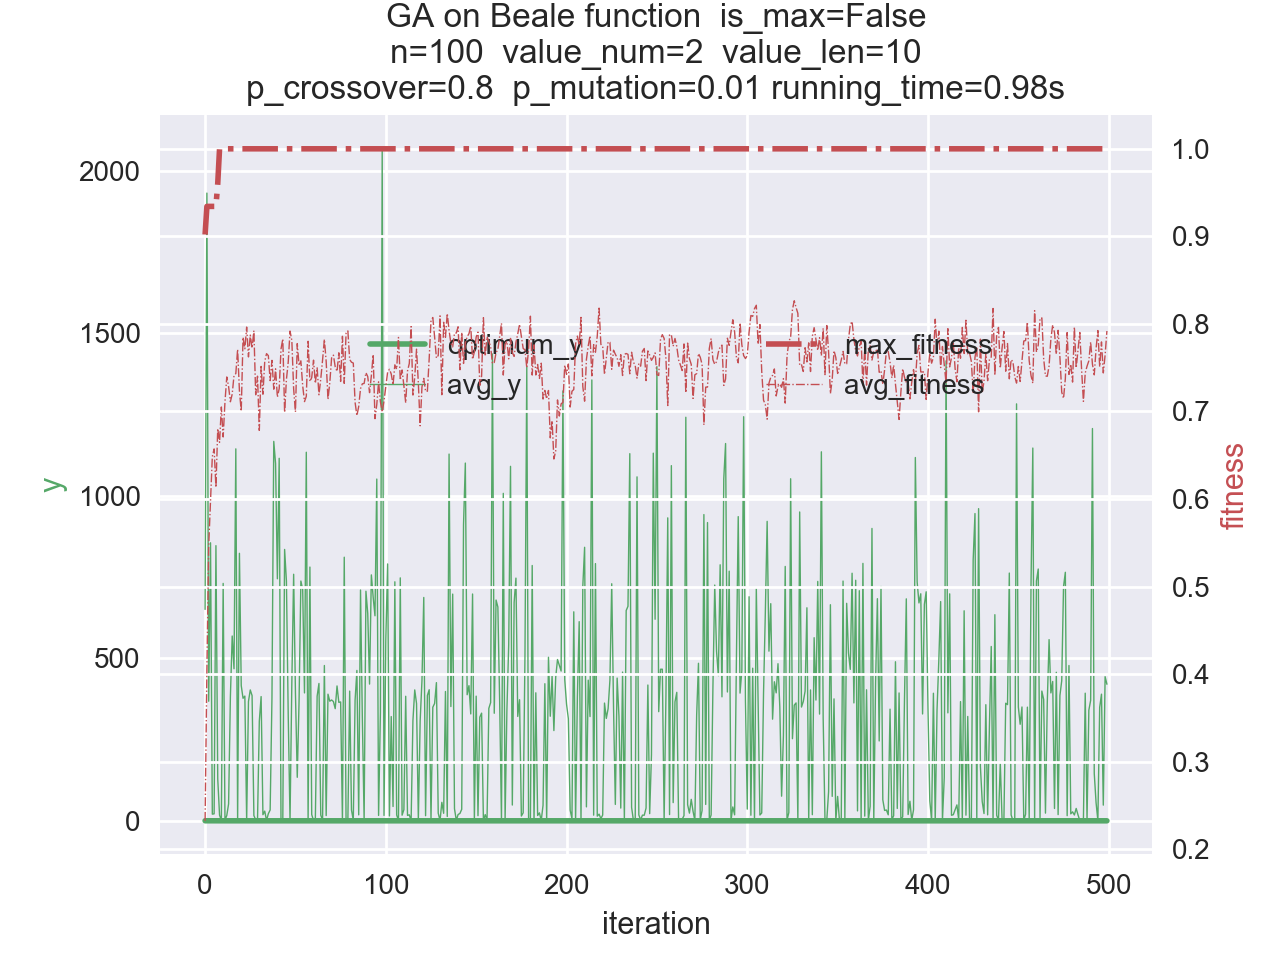 GA on Beale function  is_max=False
n=100  value_num=2  value_len=10
p_crossover=0.8  p_mutation=0.01 running_time=0.98s
2000
1500
1000
500
0
y
optimum_y
avg_y
max_fitness
avg_fitness
1.0
0.9
0.8
0.7
0.6
0.5
0.4
0.3
0.2
fitness
0 100 200 300 400 500
iteration